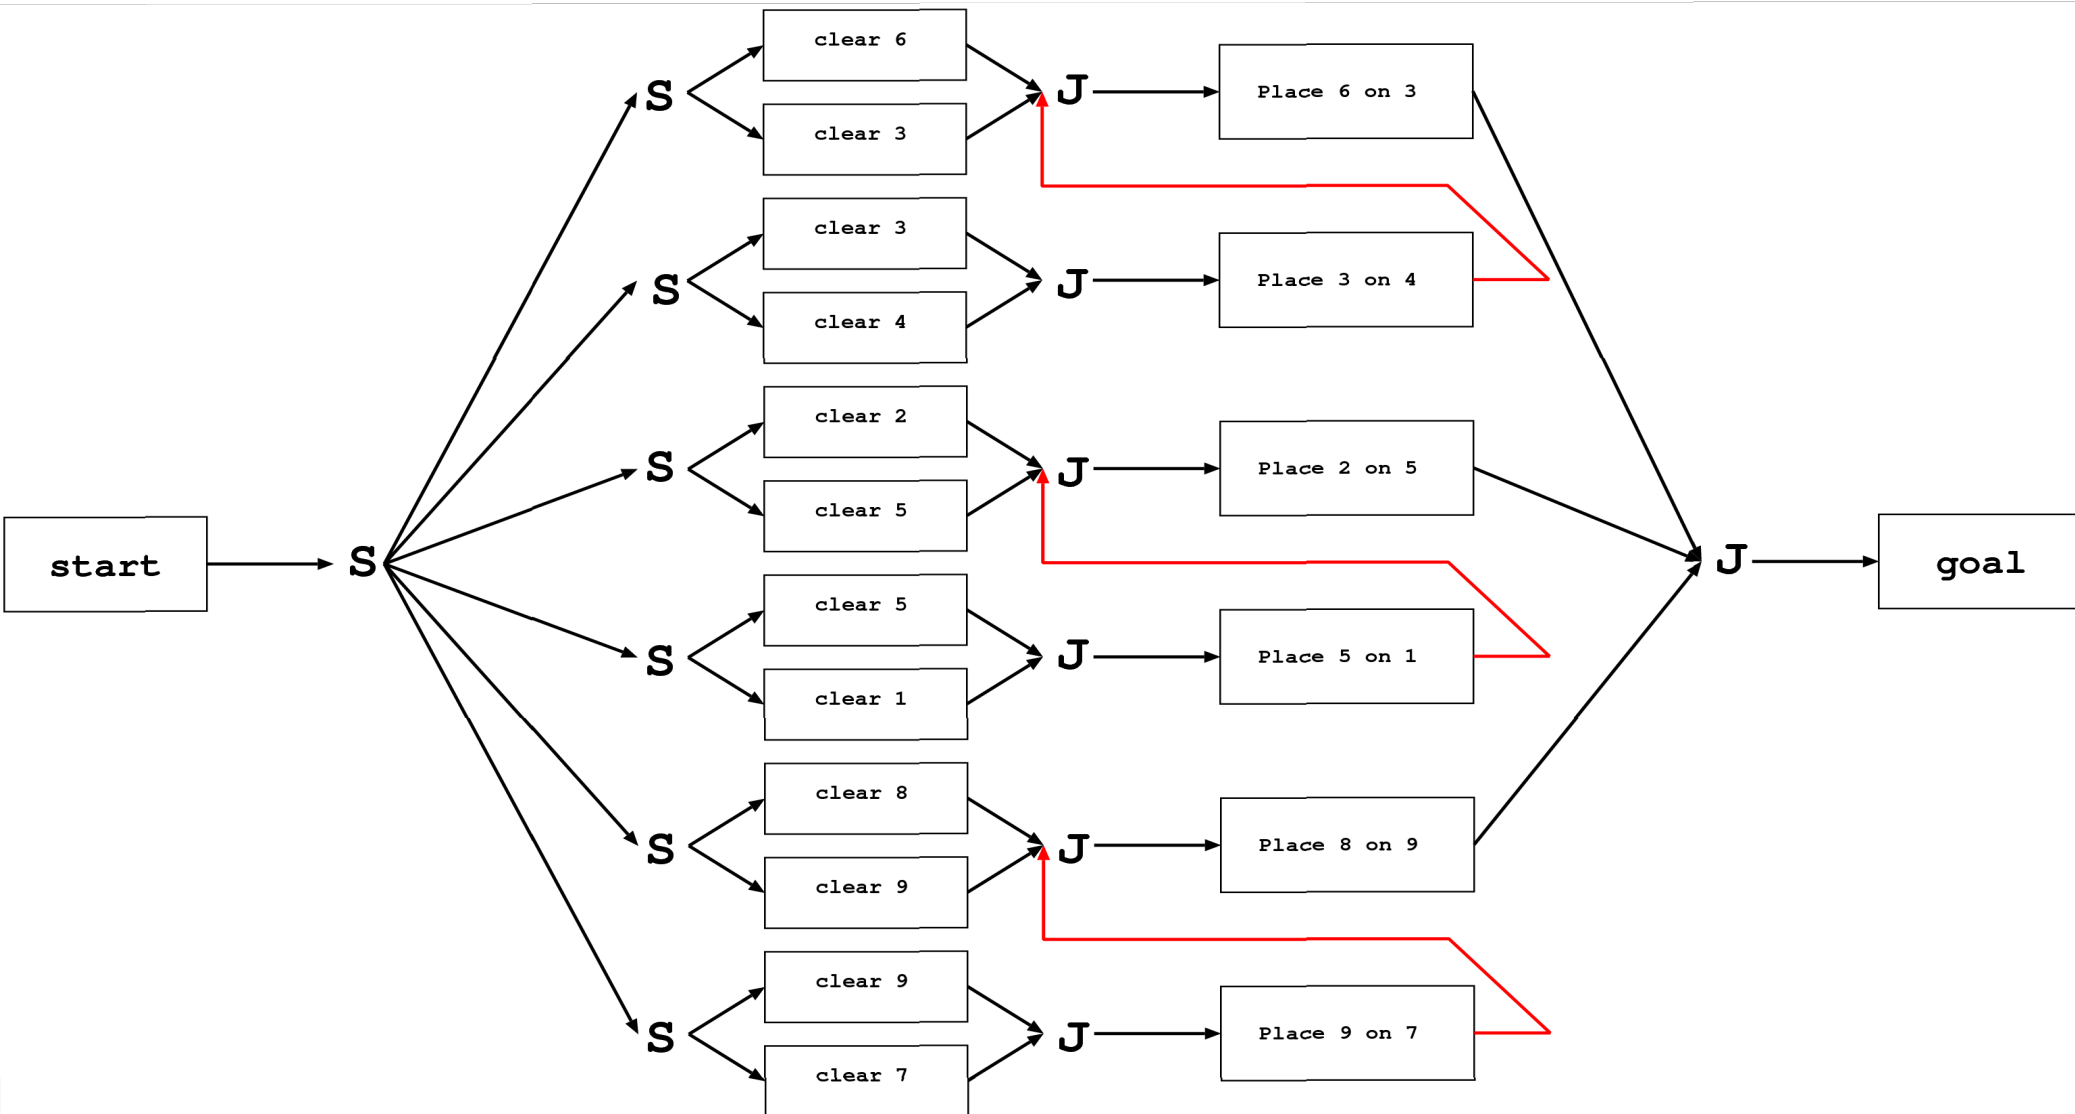 clear 6
S
J
Place 6 on 3
clear 3
clear 3
S
J
Place 3 on 4
clear 4
clear 2
S
J
Place 2 on 5
clear 5
start
S
J
goal
clear 5
S
J
Place 5 on 1
clear 1
clear 8
S
J
Place 8 on 9
clear 9
clear 9
S
J
Place 9 on 7
clear 7